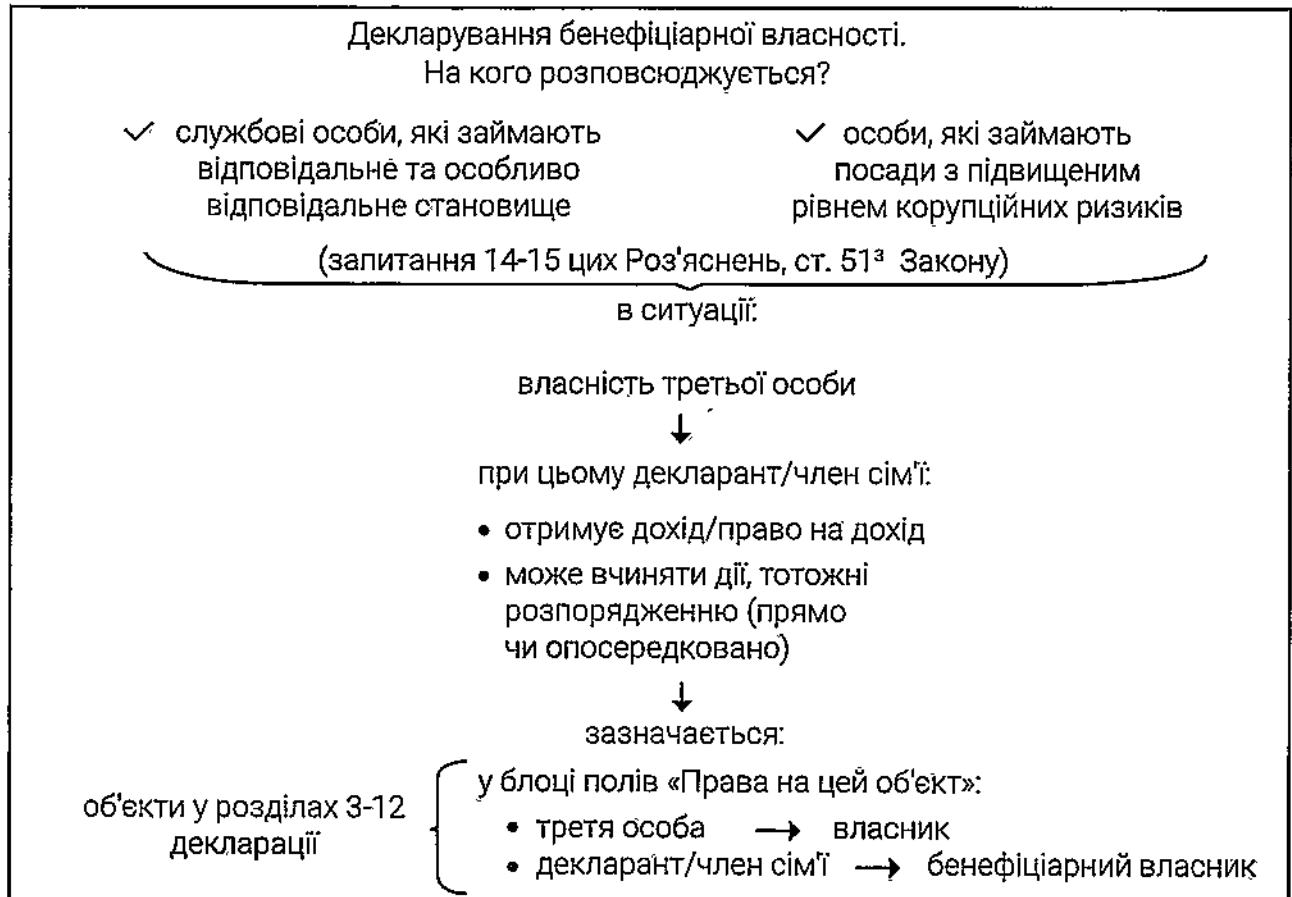 Декларування бенефіціарної власності.
На кого розповсюджується?
✓ службові особи, які займають
відповідальне та особливо
відповідальне становище
✓ особи, які займають
посади з підвищеним
рівнем корупційних ризиків
(запитання 14-15 цих Роз'яснень, ст. 51³ Закону)
в ситуації:
власність третьої особи
↓
при цьому декларант/член сім'ї:
• отримує дохід/право на дохід
• може вчиняти дії, тотожні
розпорядженню (прямо
чи опосередковано)
↓
зазначається:
об'єкти у розділах 3-12
декларації
у блоці полів «Права на цей об'єкт»:
• третя особа → власник
• декларант/член сім'ї → бенефіціарний власник